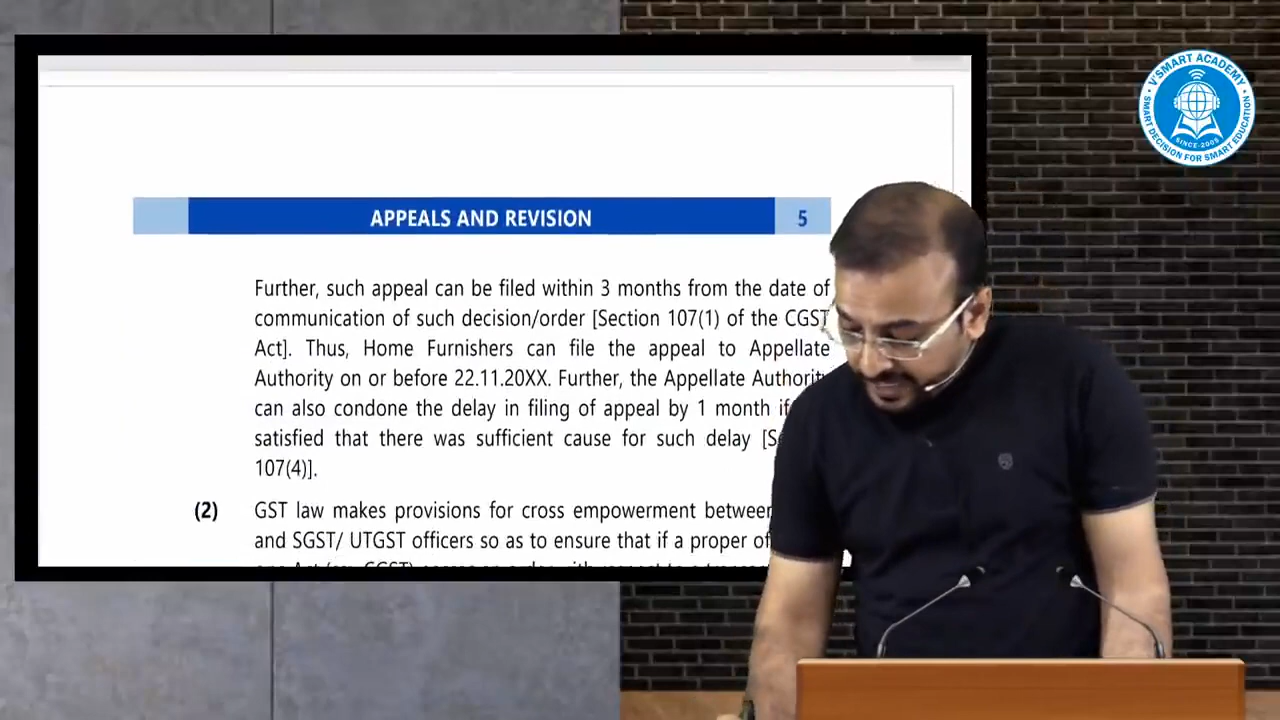 V'SMART ACADEMY
SMART DECISION FOR SMART EDUCATION
SINCE-2005
APPEALS AND REVISION 5
Further, such appeal can be filed within 3 months from the date of
communication of such decision/order [Section 107(1) of the CGST
Act]. Thus, Home Furnishers can file the appeal to Appellate
Authority on or before 22.11.20XX. Further, the Appellate Authority
can also condone the delay in filing of appeal by 1 month if
satisfied that there was sufficient cause for such delay
107(4)].
(2) GST law makes provisions for cross empowerment between
and SGST/ UTGST officers so as to ensure that if a proper